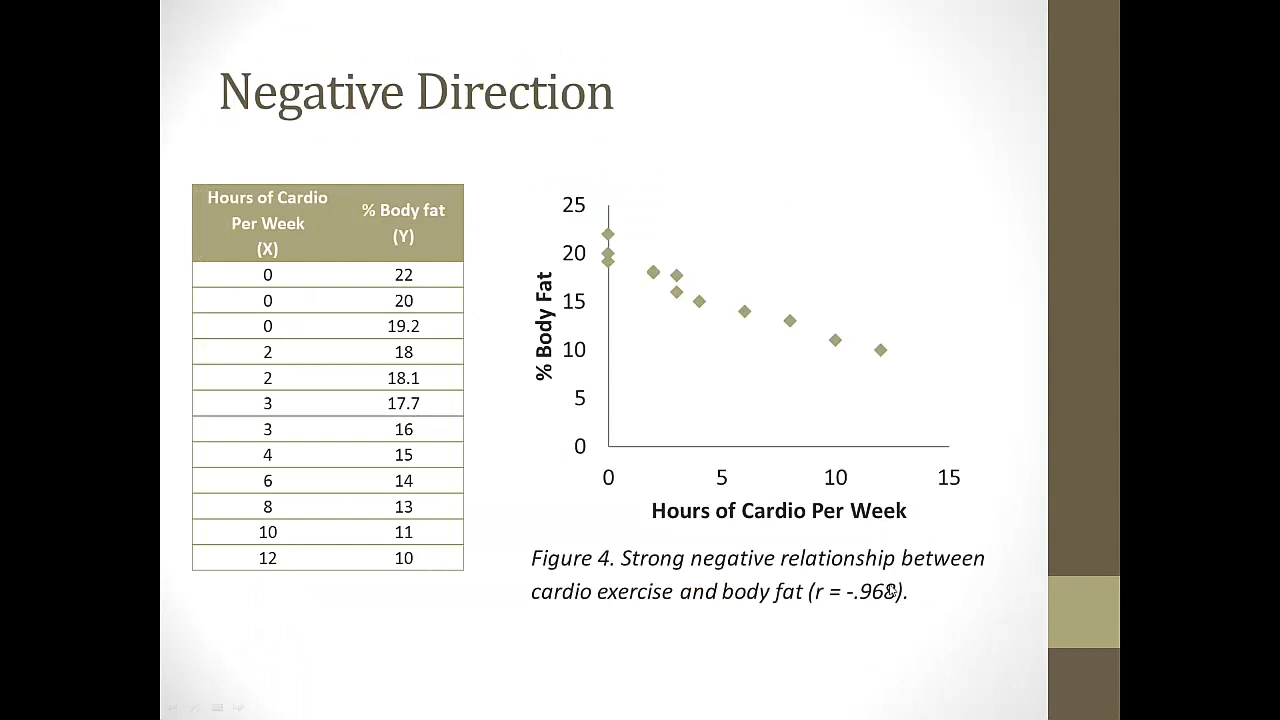 Negative Direction
Hours of Cardio
Per Week
(X)
% Body fat
(Y)
0 22
0 20
0 19.2
2 18
2 18.1
3 17.7
3 16
4 15
6 14
8 13
10 11
12 10
25
20
15
10
5
0
% Body Fat
0 5 10 15
Hours of Cardio Per Week
Figure 4. Strong negative relationship between
cardio exercise and body fat (r = -.968).